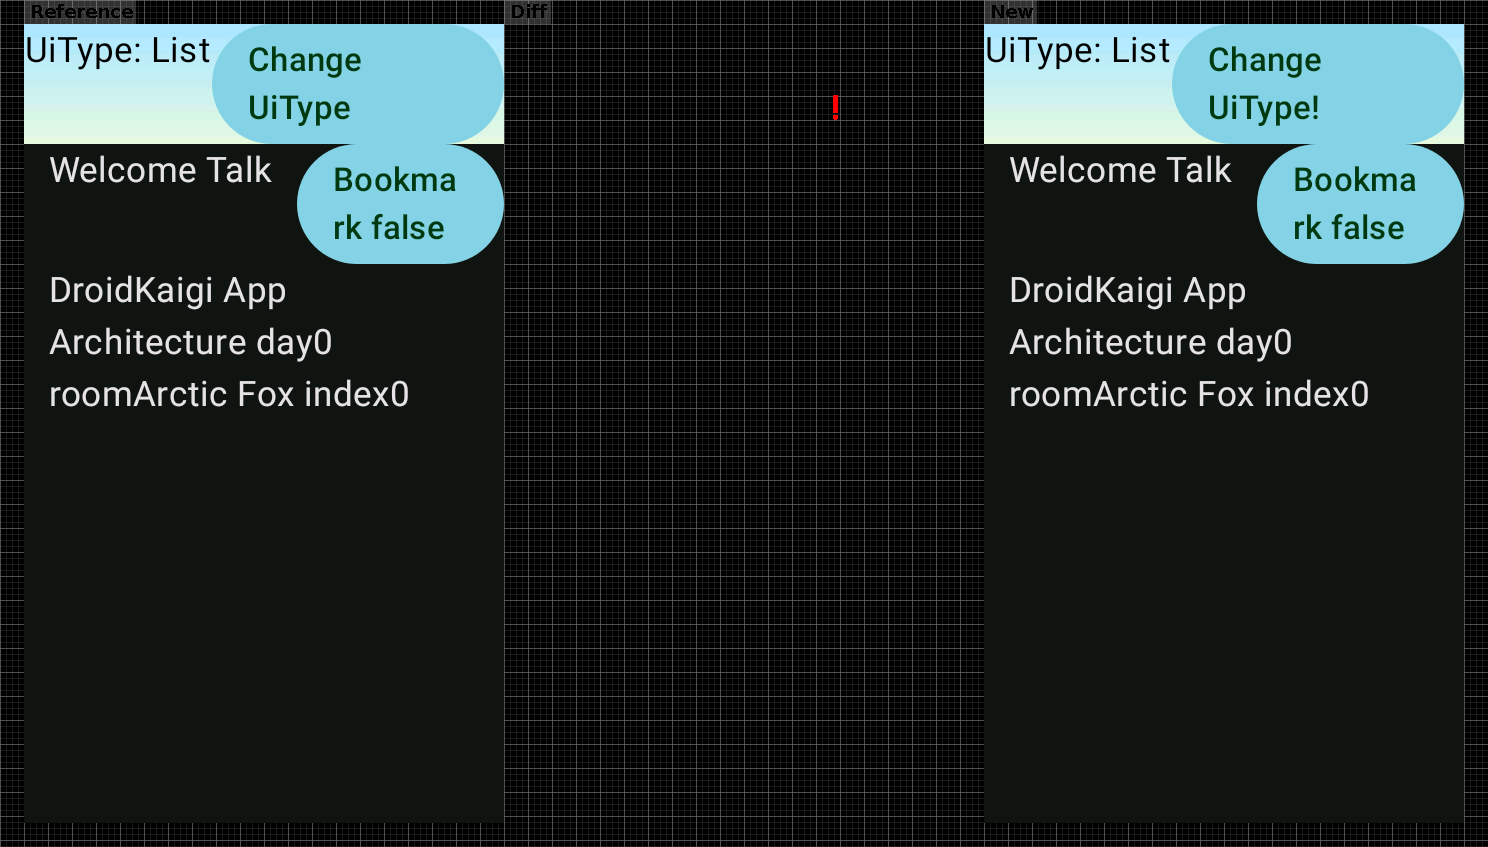 Reference
Diff
New
UiType: List
Change
UiType
Welcome Talk
Bookma
rk false
DroidKaigi App
Architecture day0
roomArctic Fox index0
!
UiType: List
Change
UiType!
Welcome Talk
Bookma
rk false
DroidKaigi App
Architecture day0
roomArctic Fox index0